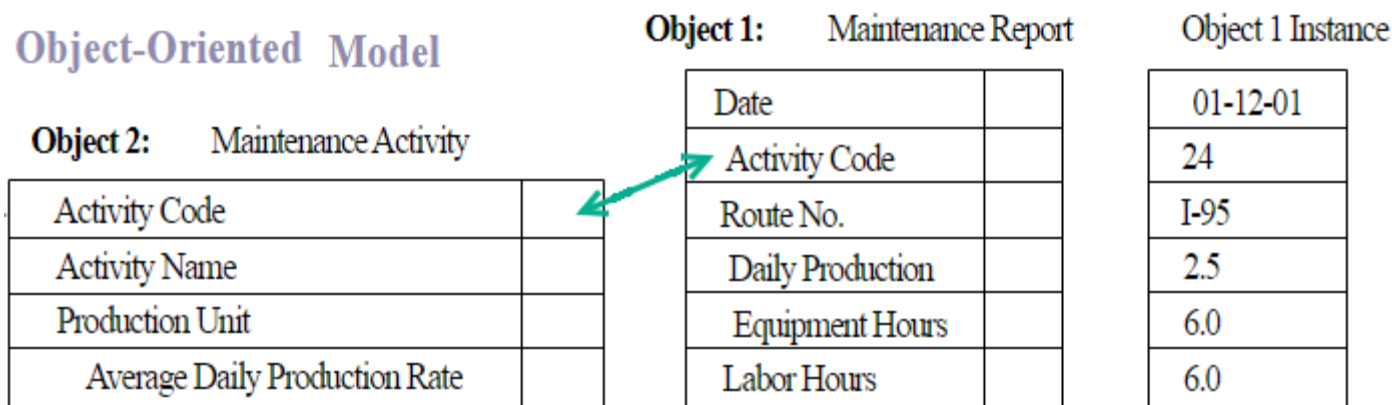 Object-Oriented Model
Object 2: Maintenance Activity
Activity Code
Activity Name
Production Unit
Average Daily Production Rate
Object 1: Maintenance Report
Date
Activity Code
Route No.
Daily Production
Equipment Hours
Labor Hours
Object 1 Instance
01-12-01
24
I-95
2.5
6.0
6.0